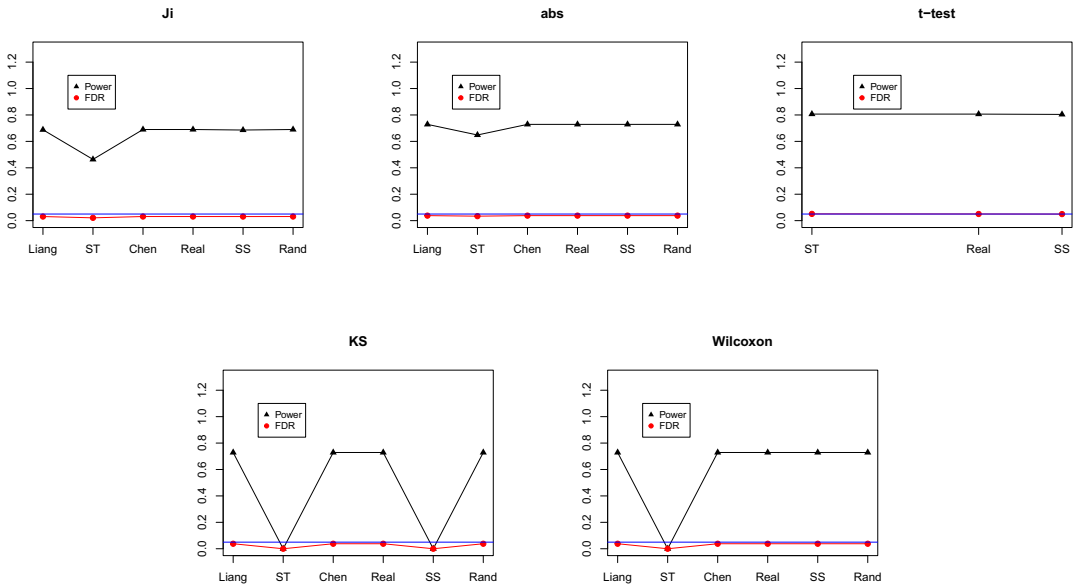 Ji
1.2
1.0
0.8
0.6
0.4
0.2
0.0
Power
FDR
Liang ST Chen Real SS Rand
abs
1.2
1.0
0.8
0.6
0.4
0.2
0.0
Power
FDR
Liang ST Chen Real SS Rand
t−test
1.2
1.0
0.8
0.6
0.4
0.2
0.0
Power
FDR
ST Real SS
KS
1.2
1.0
0.8
0.6
0.4
0.2
0.0
Power
FDR
Liang ST Chen Real SS Rand
Wilcoxon
1.2
1.0
0.8
0.6
0.4
0.2
0.0
Power
FDR
Liang ST Chen Real SS Rand